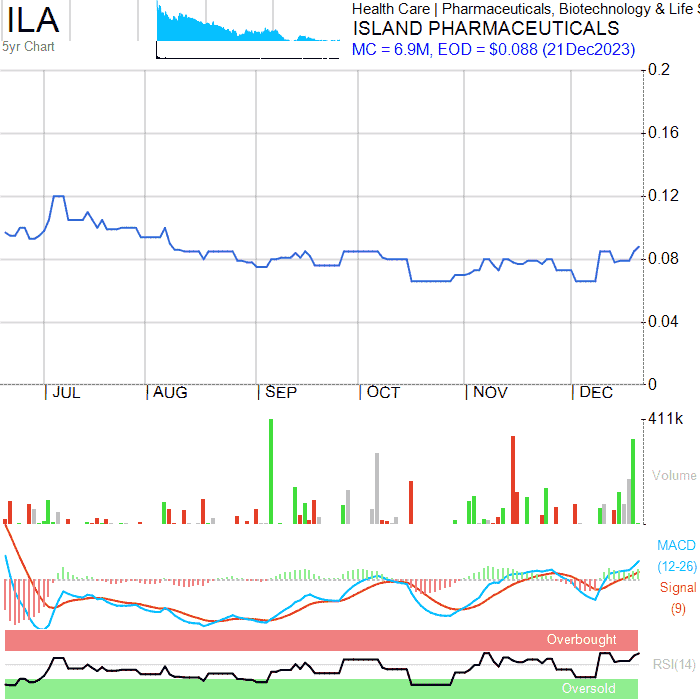 ILA
5yr Chart
Health Care | Pharmaceuticals, Biotechnology & Life S
ISLAND PHARMACEUTICALS
MC = 6.9M, EOD = $0.088 (21Dec2023)
0.2
0.16
0.12
0.08
0.04
0
JUL AUG SEP OCT NOV DEC
411k
Volume
MACD
(12-26)
Signal
(9)
Overbought
RSI(14)
Oversold